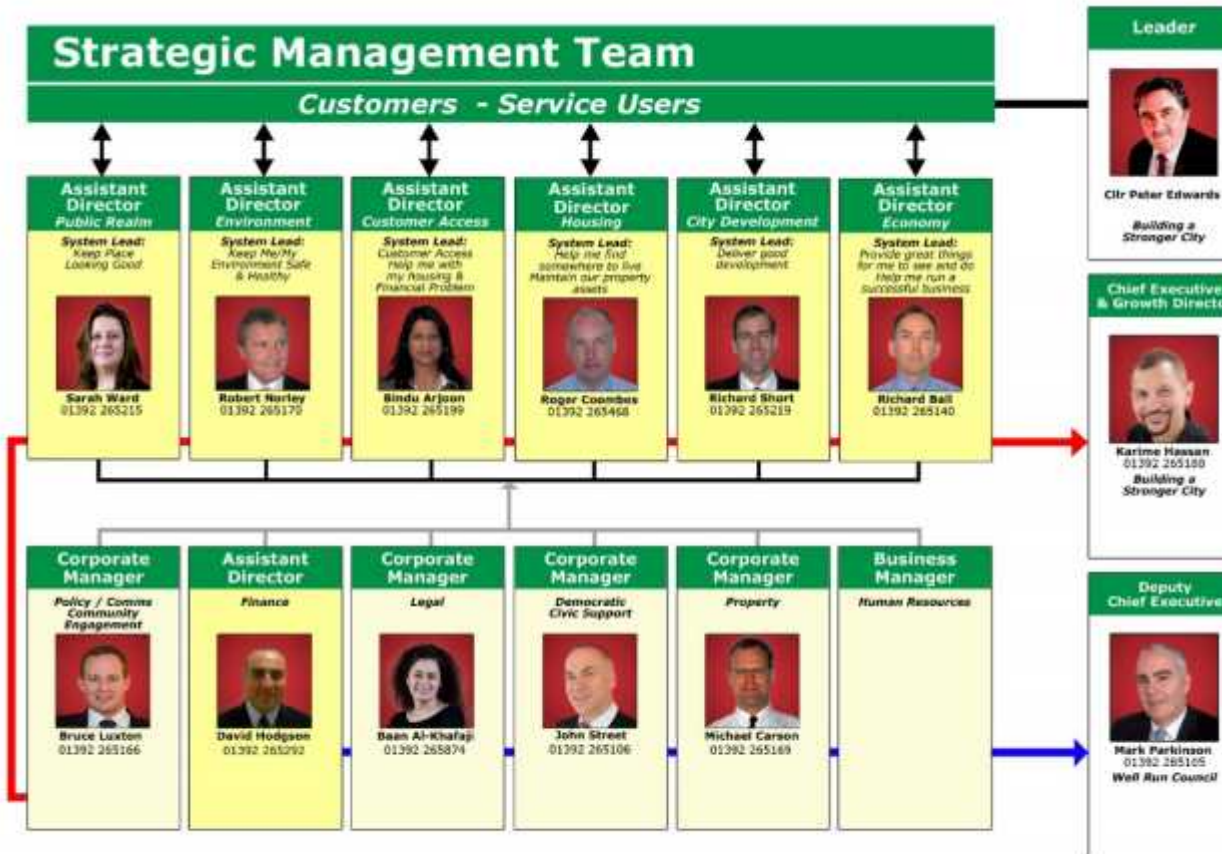 Strategic Management Team
Customers - Service Users
Leader
Cllr Peter Edwards
Building a
Stronger City
Assistant
Director
Public Realm
System Lead:
Keep Place
Looking Good
Sarah Ward
01392 265215
Assistant
Director
Environment
System Lead:
Keep Me/My
Environment Safe
& Healthy
Robert Norley
01392 265170
Assistant
Director
Customer Access
System Lead:
Customer Access
Help me with
my housing &
Financial Problem
Bindu Arjoon
01392 265199
Assistant
Director
Housing
System Lead:
Help me find
somewhere to live
Maintain our property
assets
Roger Coombes
01392 265468
Assistant
Director
City Development
System Lead:
Deliver good
development
Richard Short
01392 265219
Assistant
Director
Economy
System Lead:
Provide great things
for me to see and do
Help me run a
successful business
Richard Ball
01392 265140
Chief Executive
& Growth Directo
Karime Hassan
01392 265188
Building a
Stronger City
Corporate
Manager
Policy / Comms
Community
Engagement
Bruce Luxton
01392 265166
Assistant
Director
Finance
David Hodgson
01392 265292
Corporate
Manager
Legal
Baan Al-Khafaji
01392 265874
Corporate
Manager
Democratic
Civic Support
John Street
01392 265106
Corporate
Manager
Property
Michael Carson
01392 265169
Business
Manager
Human Resources
Deputy
Chief Executive
Mark Parkinson
01392 265105
Well Run Council